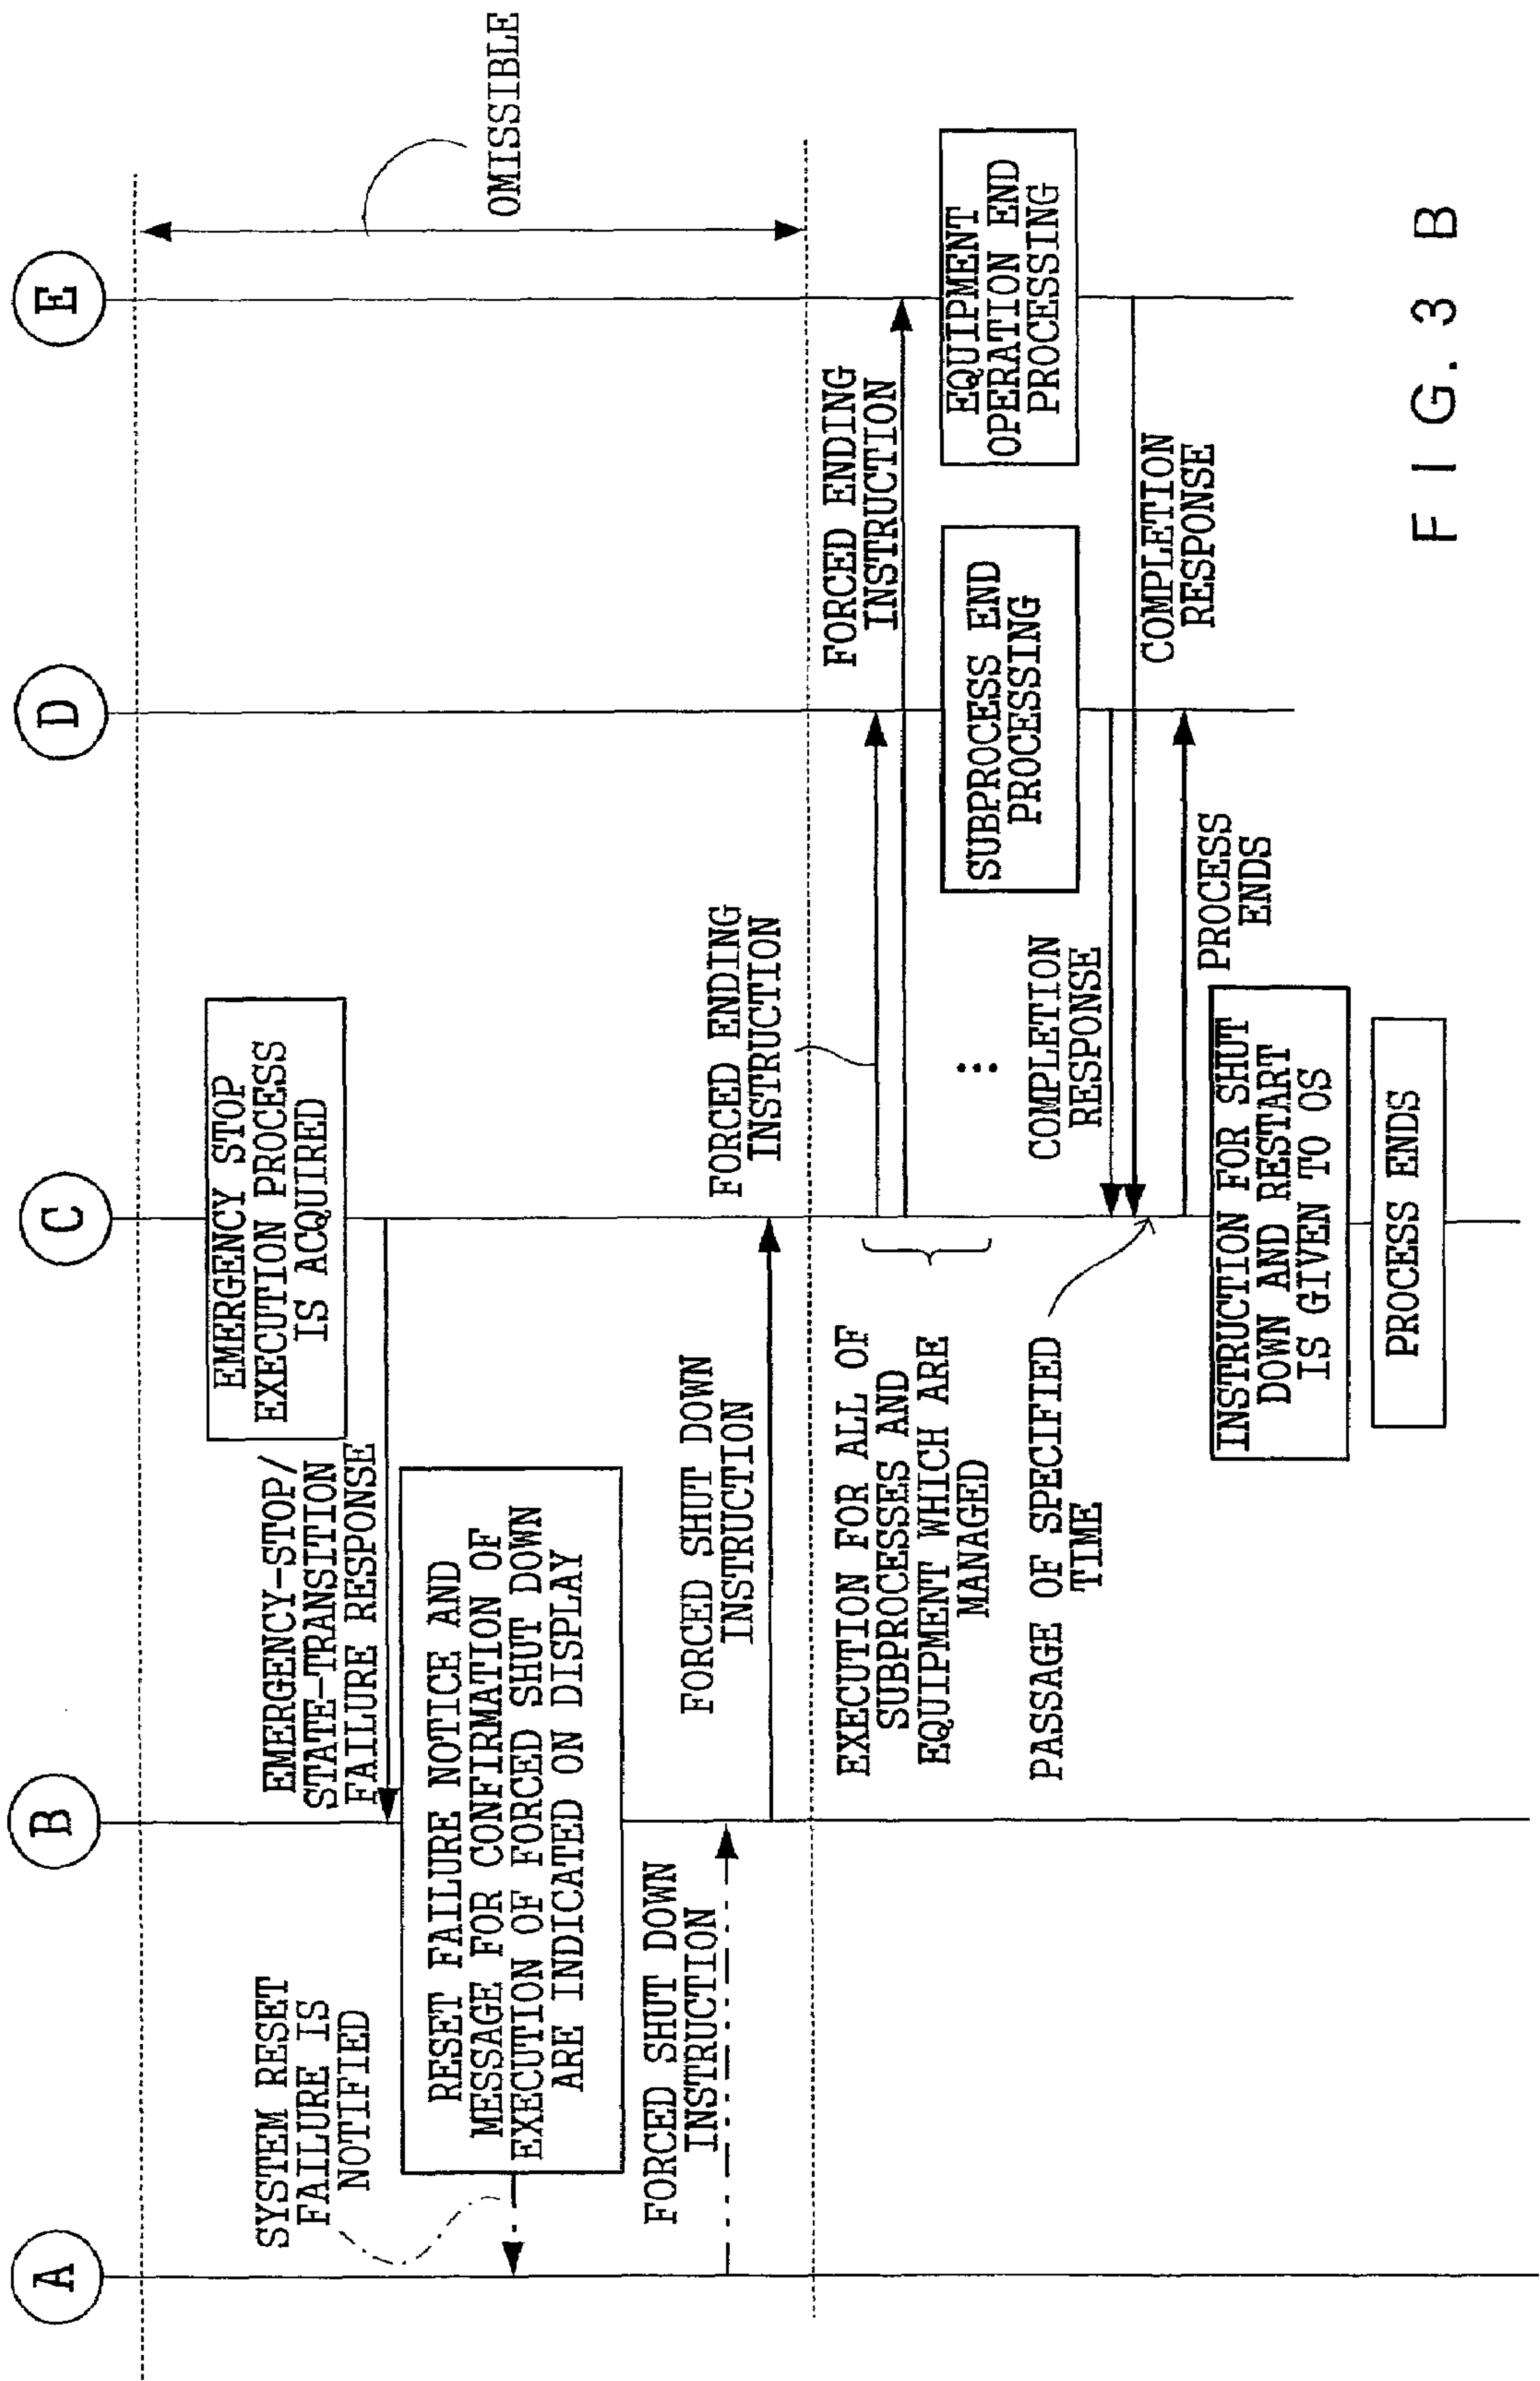 A
B
C
D
E
OMISSIBLE
EMERGENCY STOP
EXECUTION PROCESS
IS ACQUIRED
EMERGENCY-STOP/
STATE-TRANSITION
FAILURE RESPONSE
SYSTEM RESET
FAILURE IS
NOTIFIED
RESET FAILURE NOTICE AND
MESSAGE FOR CONFIRMATION OF
EXECUTION OF FORCED SHUT DOWN
ARE INDICATED ON DISPLAY
FORCED SHUT DOWN
INSTRUCTION
FORCED SHUT DOWN
INSTRUCTION
FORCED ENDING
INSTRUCTION
FORCED ENDING
INSTRUCTION
EXECUTION FOR ALL OF
SUBPROCESSES AND
EQUIPMENT WHICH ARE
MANAGED
...
SUBPROCESS END
PROCESSING
EQUIPMENT
OPERATION END
PROCESSING
COMPLETION
RESPONSE
COMPLETION
RESPONSE
PASSAGE OF SPECIFIED
TIME
PROCESS
ENDS
INSTRUCTION FOR SHUT
DOWN AND RESTART
IS GIVEN TO OS
PROCESS ENDS
FIG. 3 B